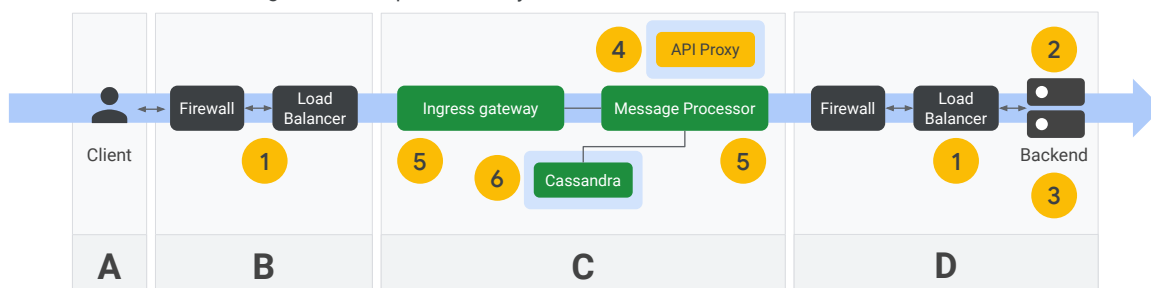 4
API Proxy
2
Firewall
Load
Balancer
Ingress gateway
Message Processor
Firewall
Load
Balancer
Client
1
5
6
Cassandra
5
1
Backend
3
A
B
C
D